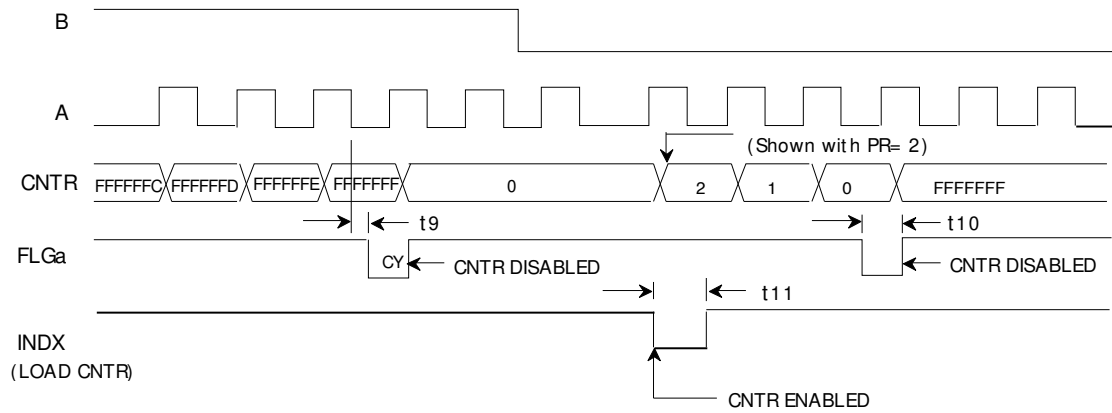 B
A
(Shown with PR= 2)
CNTR FFFFFFC FFFFFFD FFFFFFE FFFFFFF 0 2 1 0 FFFFFFF
t9 t10
FLGa CY CNTR DISABLED CNTR DISABLED
t11
INDX
(LOAD CNTR)
CNTR ENABLED